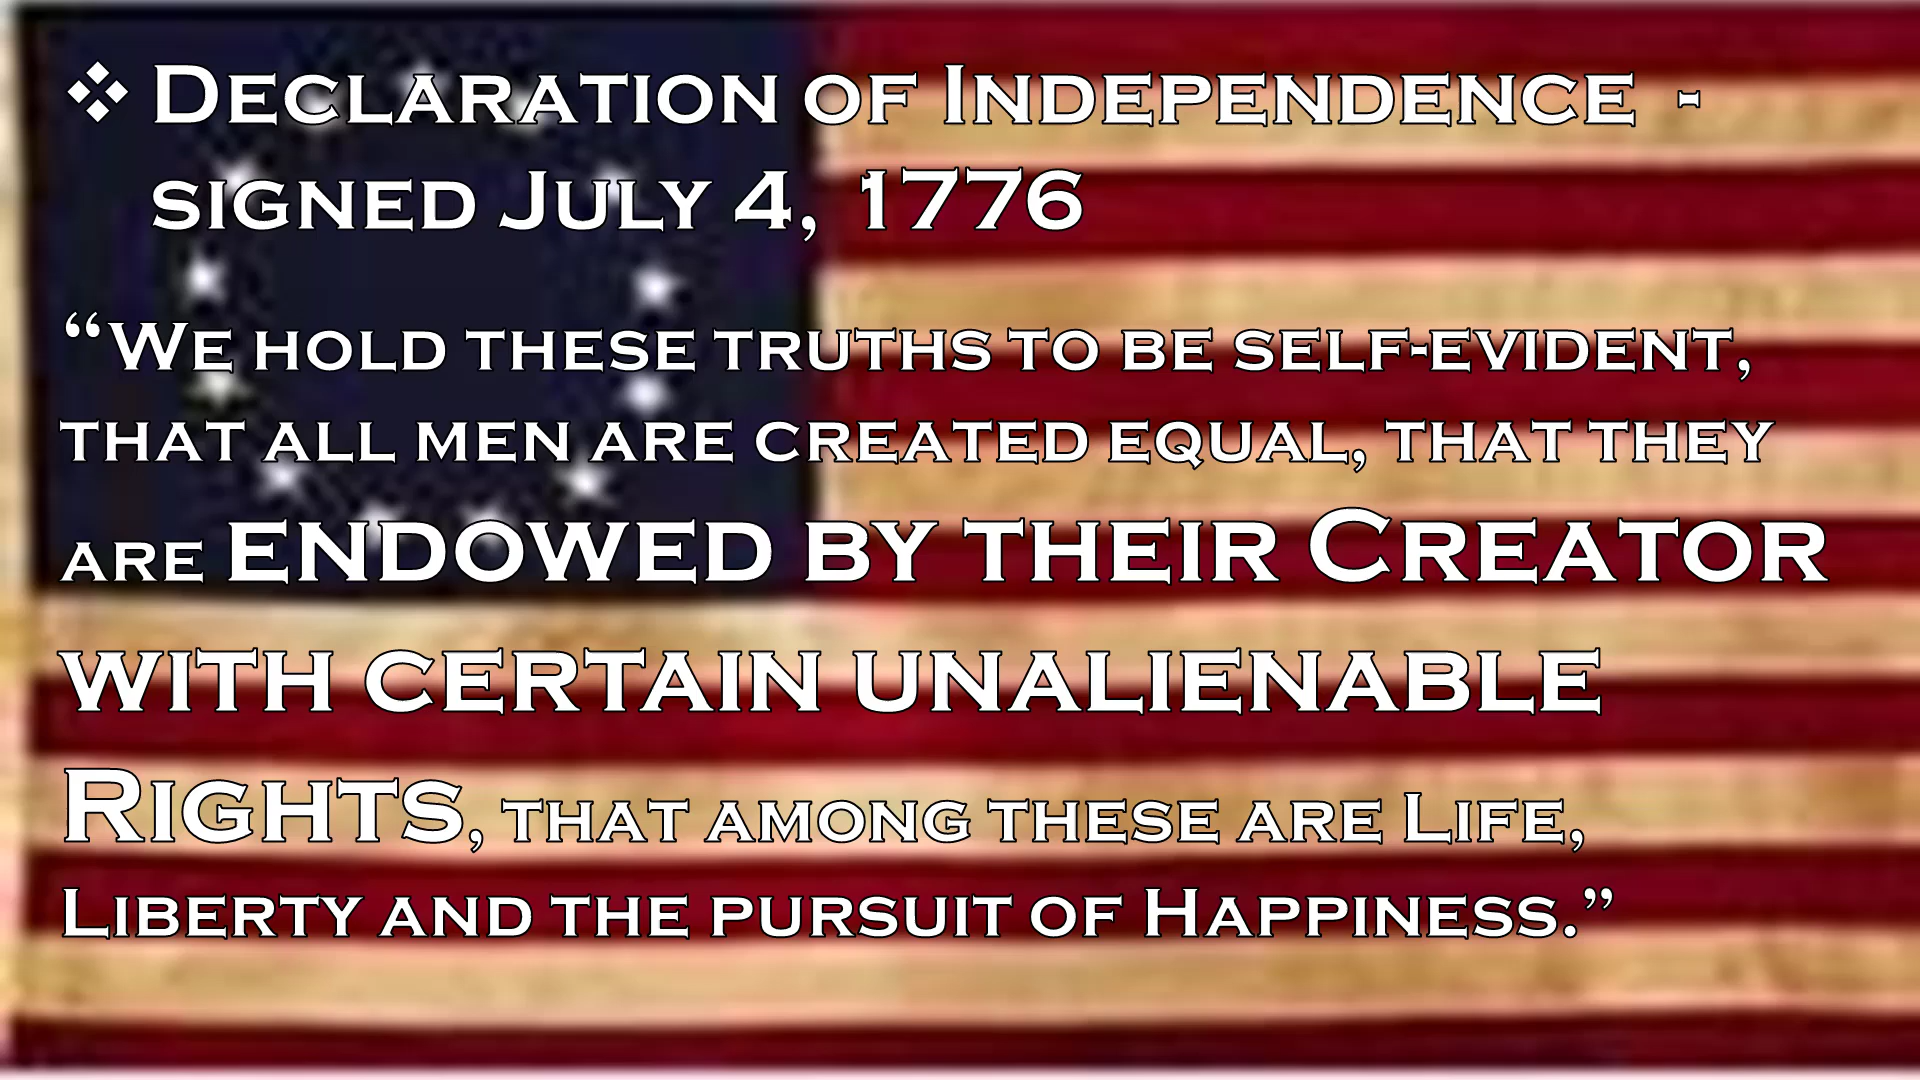 ❖ Declaration of Independence -
signed July 4, 1776
“We hold these truths to be self-evident,
that all men are created equal, that they
are endowed by their Creator
with certain unalienable
Rights, that among these are Life,
Liberty and the pursuit of Happiness.”